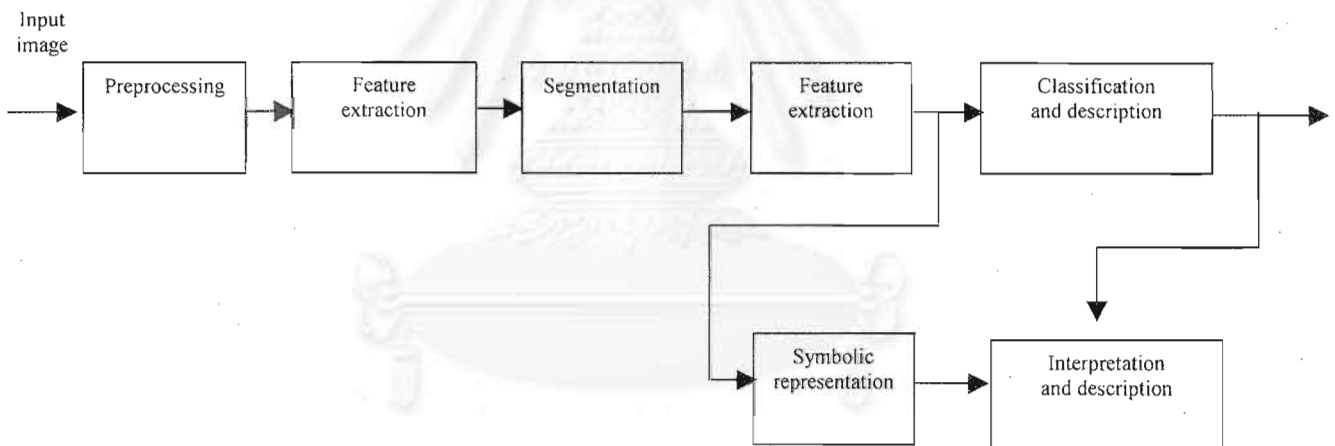 Input
image
Preprocessing
Feature
extraction
Segmentation
Feature
extraction
Classification
and description
Symbolic
representation
Interpretation
and description